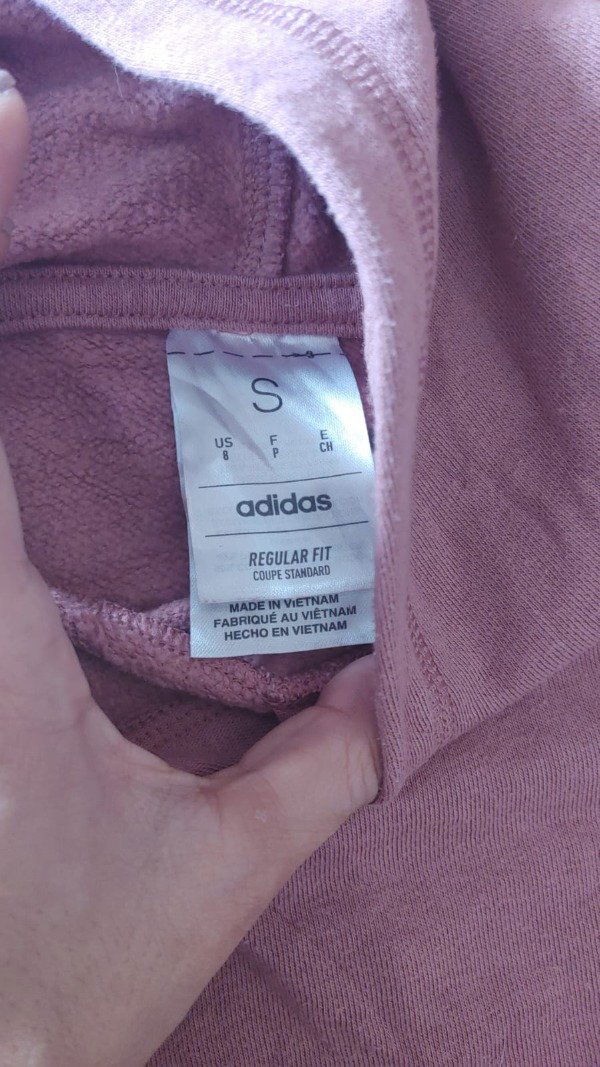 S
US F E
8 P CH
adidas
REGULAR FIT
COUPE STANDARD
MADE IN VIETNAM
FABRIQUÉ AU VIÊTNAM
HECHO EN VIETNAM